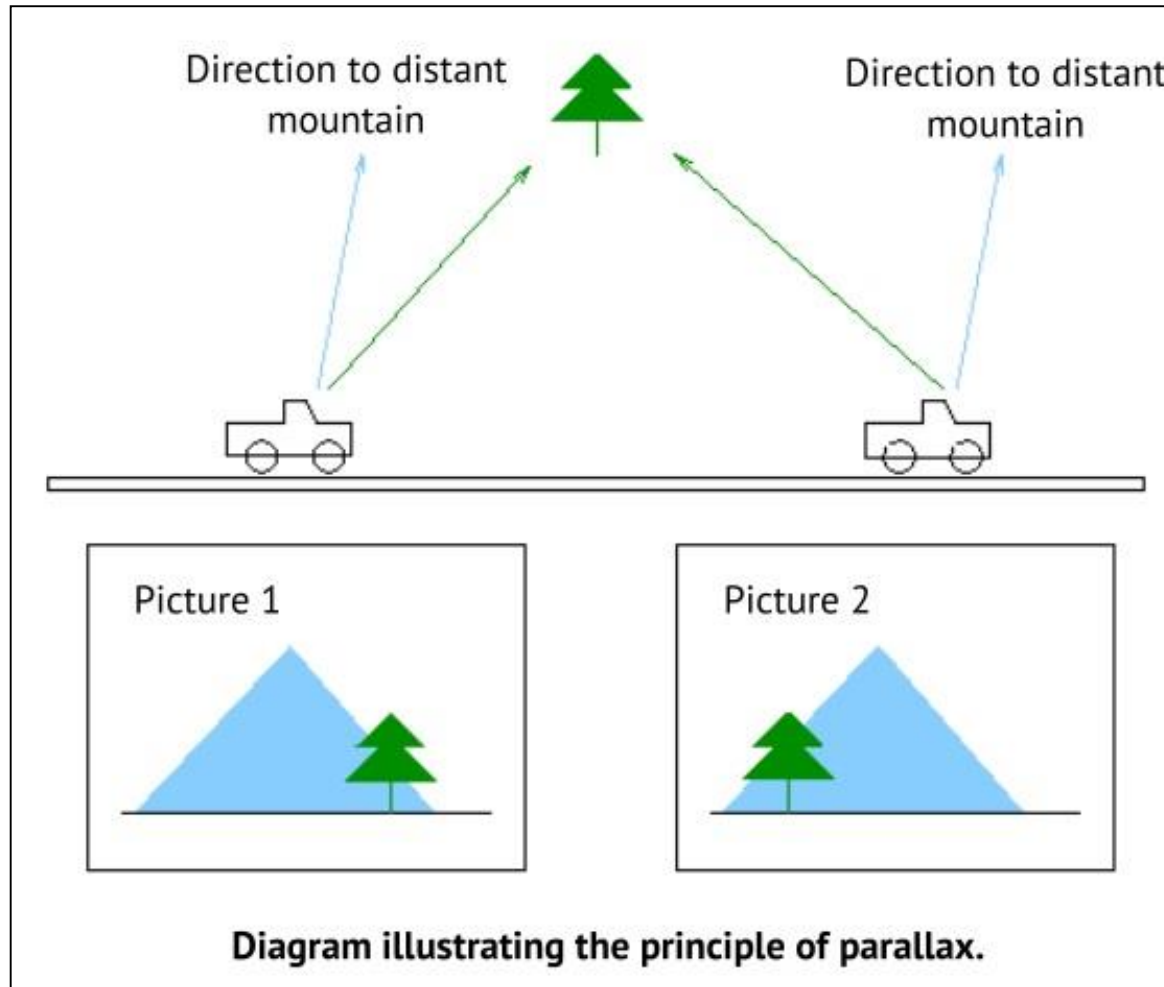 Direction to distant
mountain
Direction to distant
mountain
Picture 1
Picture 2
Diagram illustrating the principle of parallax.